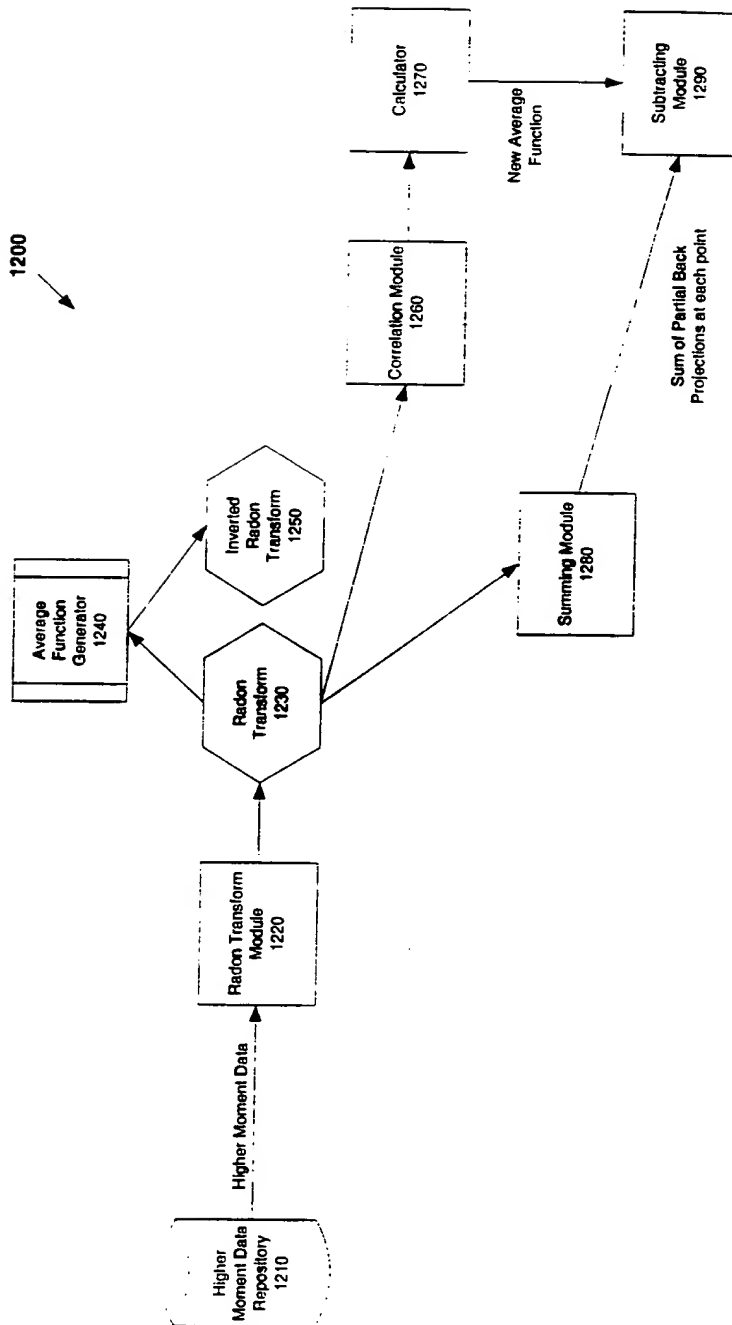 1200
Higher
Moment Data
Repository
1210
Higher Moment Data
Radon Transform
Module
1220
Radon
Transform
1230
Average
Function
Generator
1240
Inverted
Radon
Transform
1250
Correlation Module
1260
Calculator
1270
New Average
Function
Summing Module
1280
Sum of Partial Back
Projections at each point
Subtracting
Module
1290